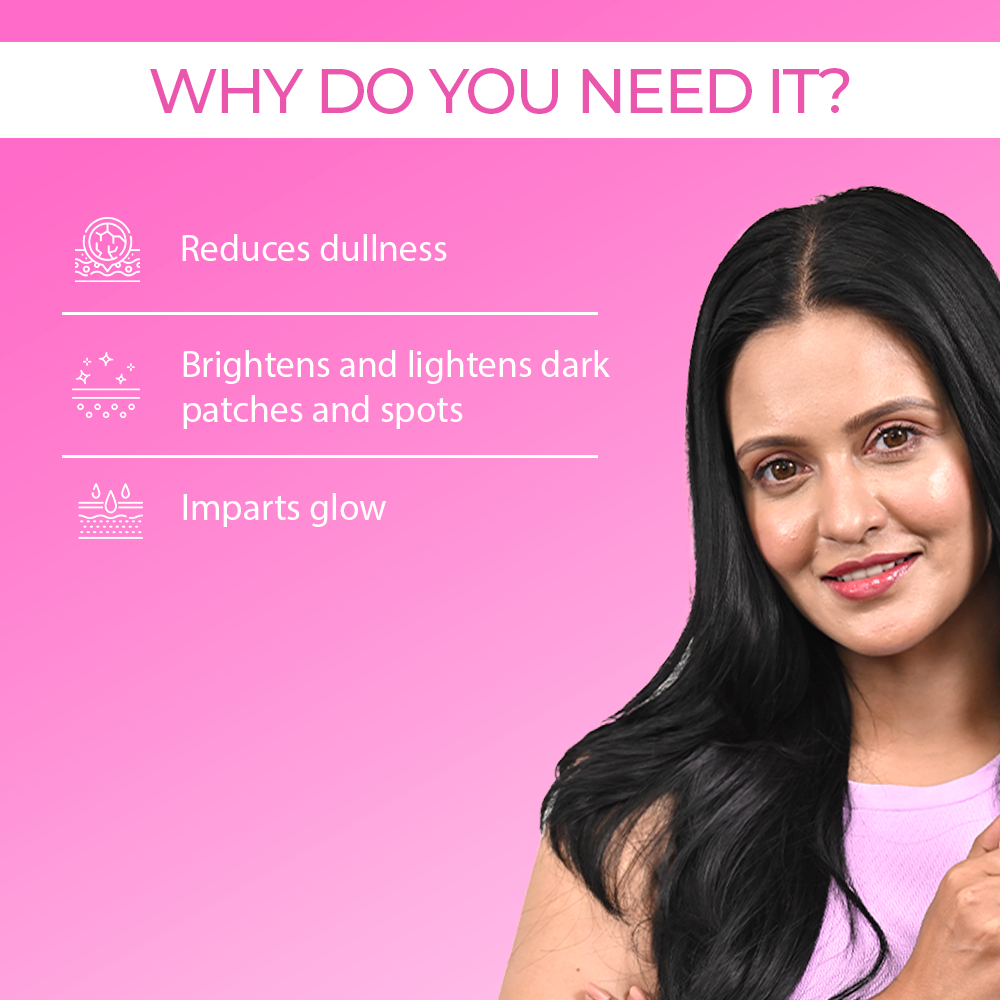 WHY DO YOU NEED IT?
Reduces dullness
Brightens and lightens dark
patches and spots
Imparts glow